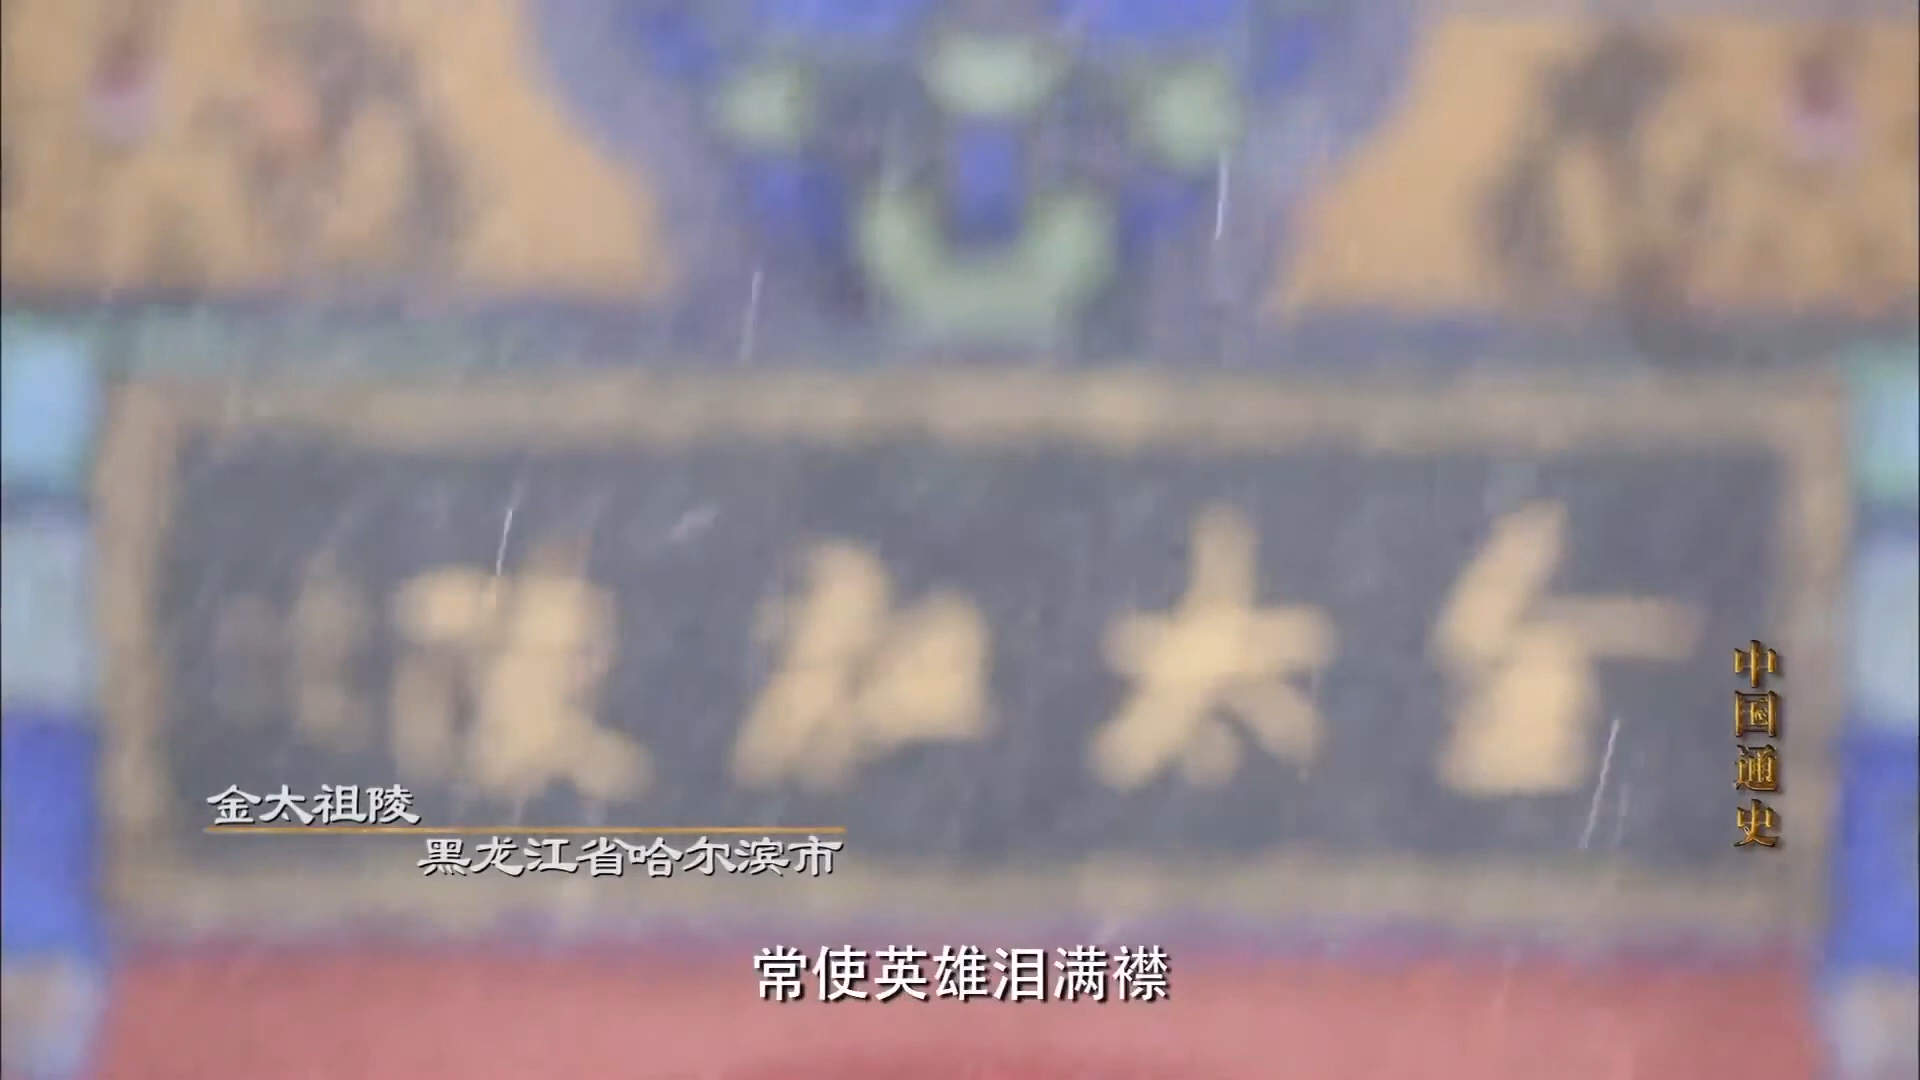 金太祖陵
黑龙江省哈尔滨市
中国通史
常使英雄泪满襟